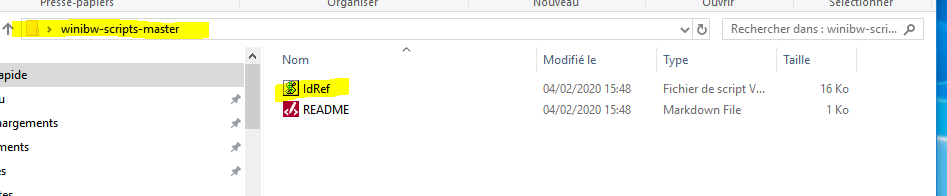 Presse-papiers Organiser Nouveau Ouvrir Sélectionner
winibw-scripts-master Rechercher dans : winibw-scri...
Nom Modifié le Type Taille
apide
IdRef 04/02/2020 15:48 Fichier de script V... 16 Ko
u
README 04/02/2020 15:48 Markdown File 1 Ko
hargements
ments
es